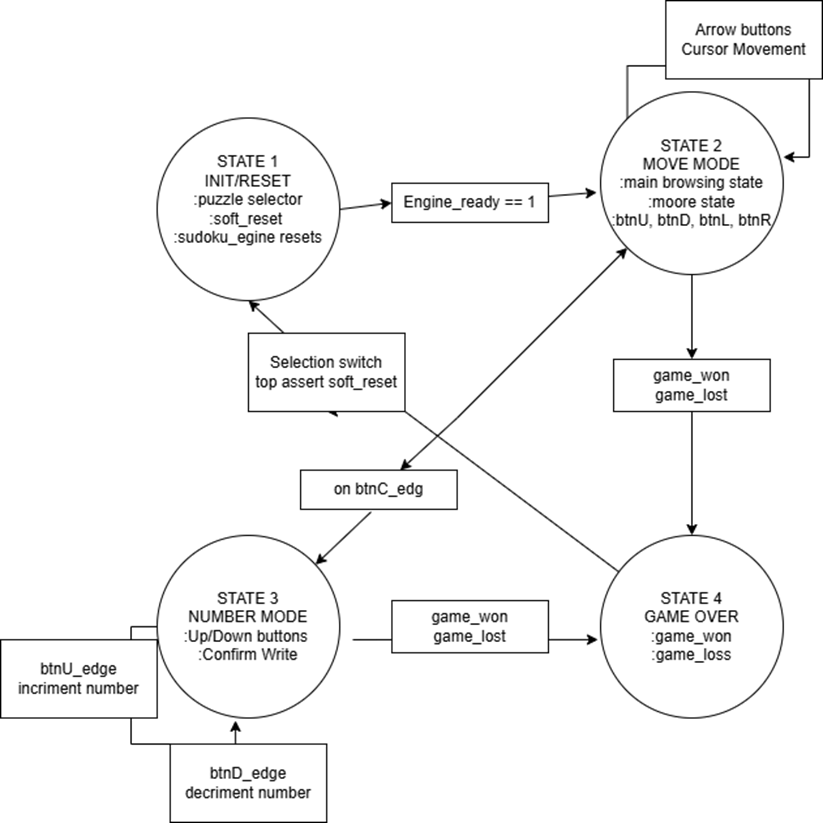 Arrow buttons
Cursor Movement
STATE 1
INIT/RESET
:puzzle selector
:soft_reset
:sudoku_egine resets
Engine_ready == 1
STATE 2
MOVE MODE
:main browsing state
:moore state
:btnU, btnD, btnL, btnR
Selection switch
top assert soft_reset
game_won
game_lost
on btnC_edg
STATE 3
NUMBER MODE
:Up/Down buttons
:Confirm Write
game_won
game_lost
STATE 4
GAME OVER
:game_won
:game_loss
btnU_edge
incriment number
btnD_edge
decriment number